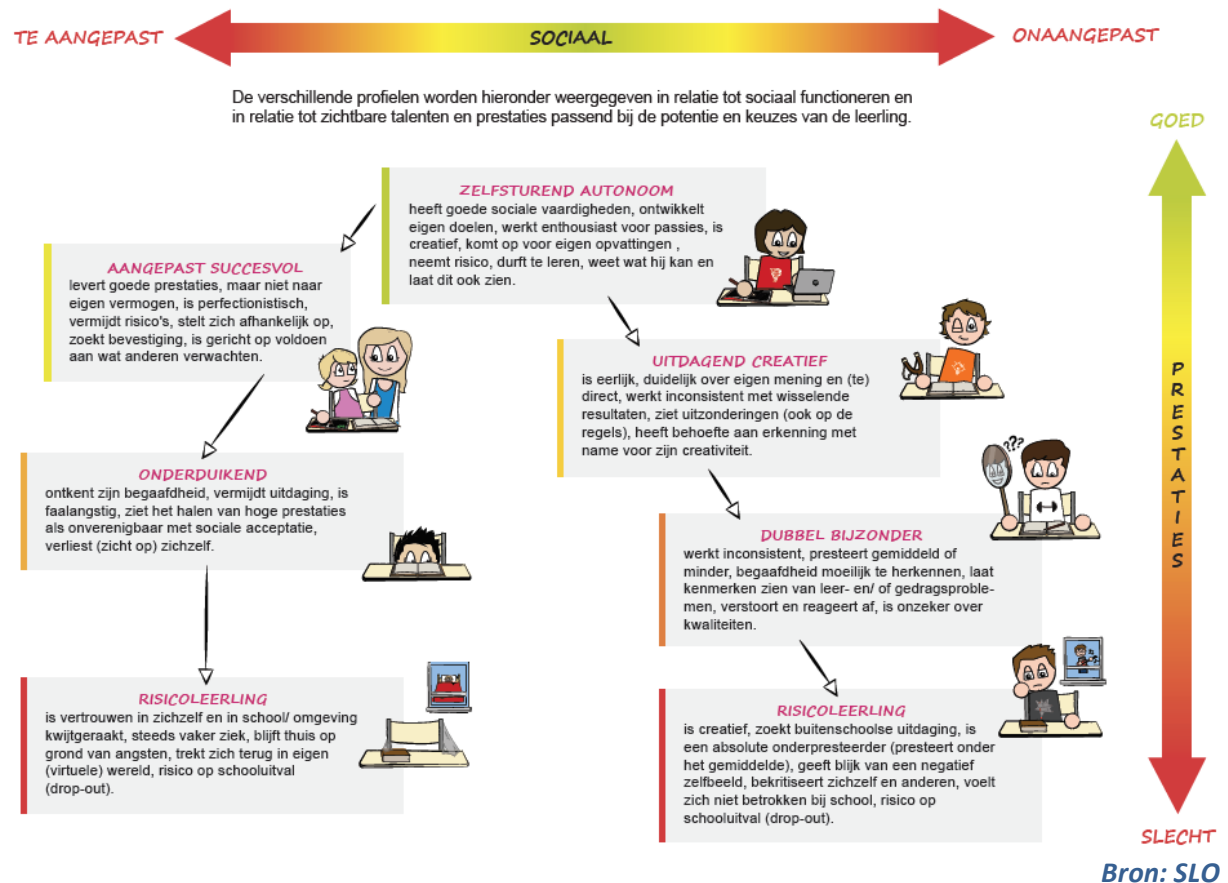 TE AANGEPAST
SOCIAAL
ONAANGEPAST
De verschillende profielen worden hieronder weergegeven in relatie tot sociaal functioneren en
in relatie tot zichtbare talenten en prestaties passend bij de potentie en keuzes van de leerling.
GOED
ZELFSTUREND AUTONOOM
heeft goede sociale vaardigheden, ontwikkelt
eigen doelen, werkt enthousiast voor passies, is
creatief, komt op voor eigen opvattingen ,
neemt risico, durft te leren, weet wat hij kan en
laat dit ook zien.
AANGEPAST SUCCESVOL
levert goede prestaties, maar niet naar
eigen vermogen, is perfectionistisch,
vermijdt risico's, stelt zich afhankelijk op,
zoekt bevestiging, is gericht op voldoen
aan wat anderen verwachten.
UITDAGEND CREATIEF
is eerlijk, duidelijk over eigen mening en (te)
direct, werkt inconsistent met wisselende
resultaten, ziet uitzonderingen (ook op de
regels), heeft behoefte aan erkenning met
name voor zijn creativiteit.
PRESTATIES
ONDERDUIKEND
ontkent zijn begaafdheid, vermijdt uitdaging, is
faalangstig, ziet het halen van hoge prestaties
als onverenigbaar met sociale acceptatie,
verliest (zicht op) zichzelf.
???
DUBBEL BIJZONDER
werkt inconsistent, presteert gemiddeld of
minder, begaafdheid moeilijk te herkennen, laat
kenmerken zien van leer- en/ of gedragsproble-
men, verstoort en reageert af, is onzeker over
kwaliteiten.
RISICOLEERLING
is vertrouwen in zichzelf en in school/ omgeving
kwijtgeraakt, steeds vaker ziek, blijft thuis op
grond van angsten, trekt zich terug in eigen
(virtuele) wereld, risico op schooluitval
(drop-out).
RISICOLEERLING
is creatief, zoekt buitenschoolse uitdaging, is
een absolute onderpresteerder (presteert onder
het gemiddelde), geeft blijk van een negatief
zelfbeeld, bekritiseert zichzelf en anderen, voelt
zich niet betrokken bij school, risico op
schooluitval (drop-out).
SLECHT
Bron: SLO